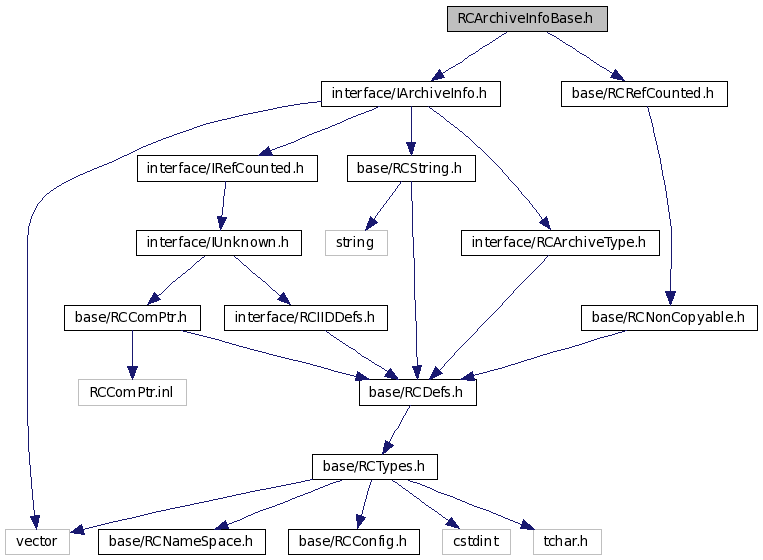 RCArchiveInfoBase.h
interface/IArchiveInfo.h
base/RCRefCounted.h
interface/IRefCounted.h
base/RCString.h
interface/IUnknown.h
string
interface/RCArchiveType.h
base/RCComPtr.h
interface/RCIIDDefs.h
base/RCNonCopyable.h
RCComPtr.inl
base/RCDefs.h
base/RCTypes.h
vector
base/RCNameSpace.h
base/RCConfig.h
cstdint
tchar.h